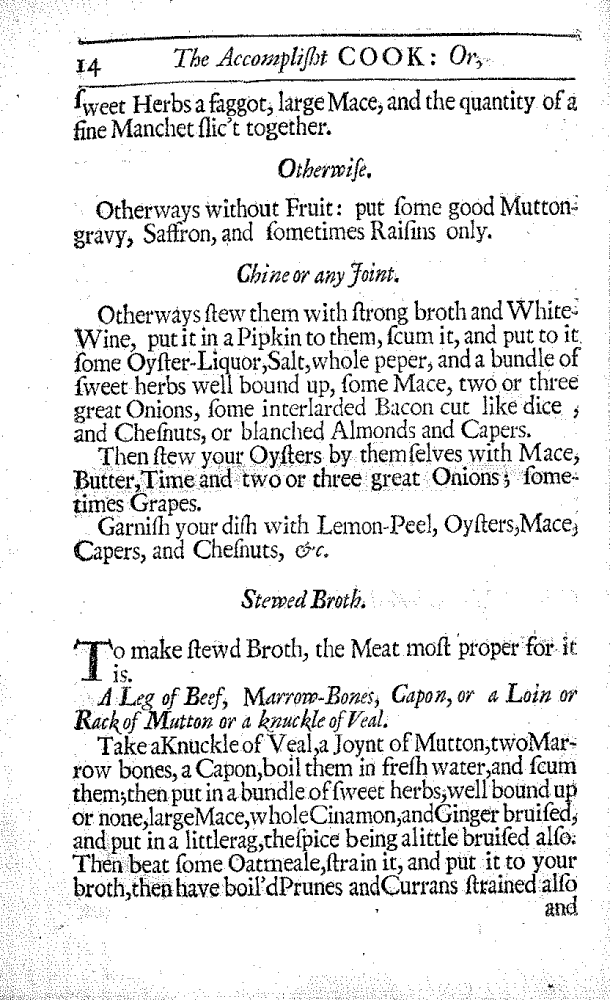 14 The Accompliſht COOK: Or,
ſweet Herbs a faggot, large Mace, and the quantity of a
fine Manchet ſlic't together.
Otherwiſe.
Otherways without Fruit: put ſome good Mutton-
gravy, Saffron, and ſometimes Raiſins only.
Chine or any Joint.
Otherways ſtew them with ſtrong broth and White-
Wine, put it in a Pipkin to them, ſcum it, and put to it
ſome Oyſter-Liquor, Salt, whole peper, and a bundle of
ſweet herbs well bound up, ſome Mace, two or three
great Onions, ſome interlarded Bacon cut like dice ,
and Cheſnuts, or blanched Almonds and Capers.
Then ſtew your Oyſters by themſelves with Mace,
Butter, Time and two or three great Onions; ſome-
times Grapes.
Garniſh your diſh with Lemon-Peel, Oyſters, Mace,
Capers, and Cheſnuts, &c.
Stewed Broth.
To make ſtewd Broth, the Meat moſt proper for it
is.
A Leg of Beef, Marrow-Bones, Capon, or a Loin or
Rack of Mutton or a knuckle of Veal.
Take a Knuckle of Veal, a Joynt of Mutton, two Mar-
row bones, a Capon, boil them in freſh water, and ſcum
them; then put in a bundle of ſweet herbs, well bound up
or none, large Mace, whole Cinamon, and Ginger bruiſed,
and put in a littlerag, the ſpice being a little bruiſed alſo.
Then beat ſome Oatmeale, ſtrain it, and put it to your
broth, then have boil'd Prunes and Currans ſtrained alſo
and